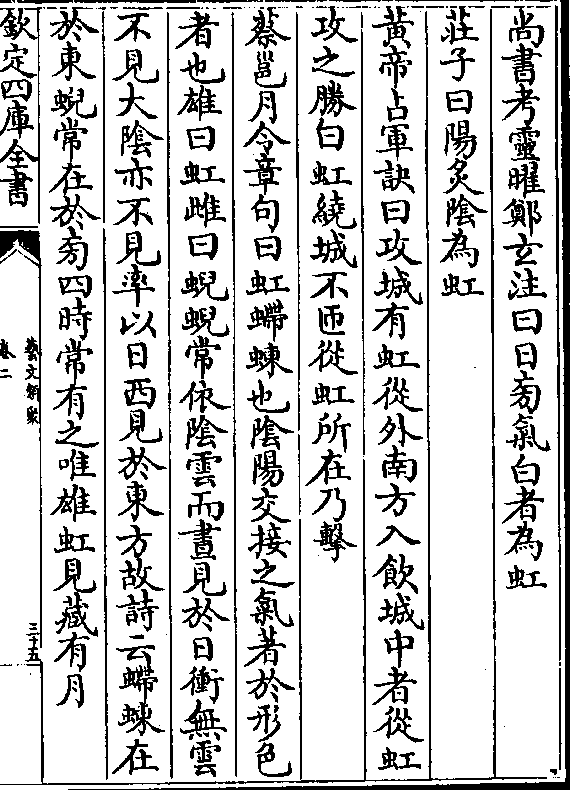 尚書考靈曜鄭玄注曰日旁氣白者為虹
莊子曰陽炙陰為虹
黃帝占軍訣曰攻城有虹從外南方入飲城中者從虹
攻之勝白虹繞城不匝從虹所在乃擊
蔡邕月令章句曰虹螮蝀也陰陽交接之氣著於形色
者也雄曰虹雌曰蜺蜺常依陰雲而晝見於日衝無雲
不見大陰亦不見率以日西見於東方故詩云螮蝀在
於東蜺常在於旁四時常有之唯雄虹見藏有月
欽定四庫全書
藝文類聚
卷二
三十五